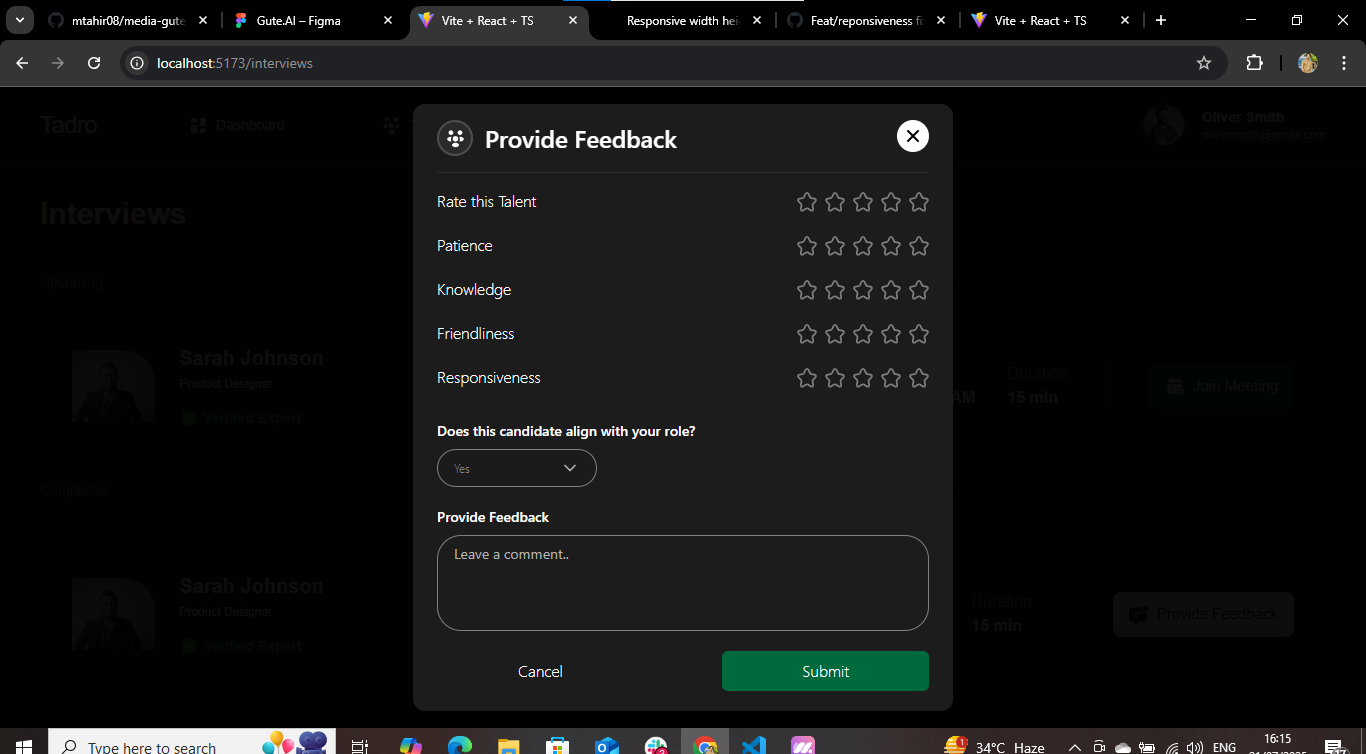 mtahir08/media-gute
Gute.AI – Figma
Vite + React + TS
Responsive width hei
Feat/reponsiveness fi
Vite + React + TS
localhost:5173/interviews
Tadro
Dashboard
Oliver Smith
oliversmith@gmail.com
Provide Feedback
Interviews
Rate this Talent
Patience
Upcoming
Knowledge
Friendliness
Sarah Johnson
Product Designer
Verified Expert
Responsiveness
AM
Duration
15 min
Join Meeting
Does this candidate align with your role?
Yes
Completed
Provide Feedback
Leave a comment..
Sarah Johnson
Product Designer
Verified Expert
Duration
15 min
Provide Feedback
Cancel
Submit
Type here to search
34°C Haze
ENG
16:15